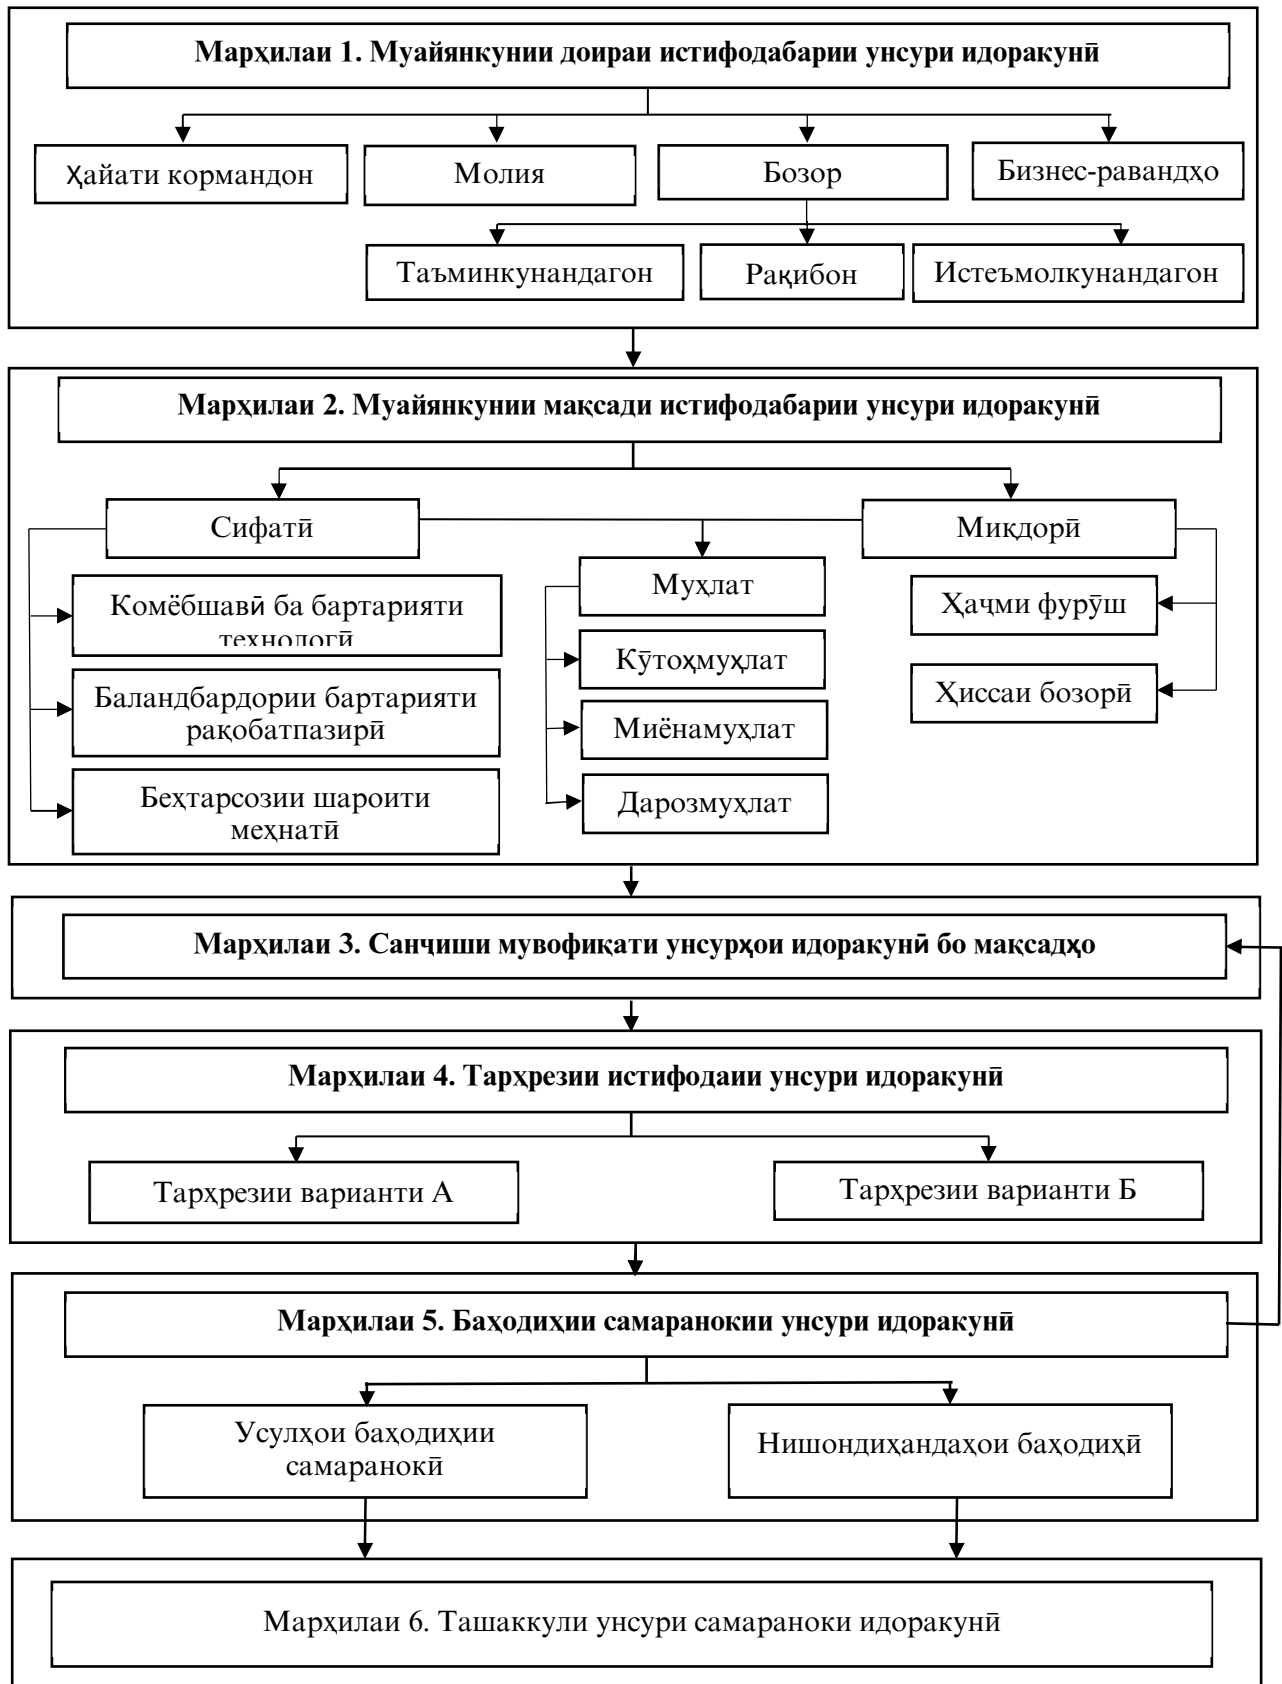 Марҳилаи 1. Муайянкунии доираи истифодабарии унсури идоракунӣ
Ҳайати кормандон
Молия
Бозор
Бизнес-равандҳо
Таъминкунандагон
Рақибон
Истеъмолкунандагон
Марҳилаи 2. Муайянкунии мақсади истифодабарии унсури идоракунӣ
Сифатӣ
Миқдорӣ
Комёбшавӣ ба бартарияти
технологӣ
Баландбардории бартарияти
рақобатпазирӣ
Беҳтарсозии шароити
меҳнатӣ
Муҳлат
Кӯтоҳмуҳлат
Миёнамуҳлат
Дарозмуҳлат
Ҳаҷми фурӯш
Ҳиссаи бозорӣ
Марҳилаи 3. Санҷиши мувофиқати унсурҳои идоракунӣ бо мақсадҳо
Марҳилаи 4. Тарҳрезии истифодаии унсури идоракунӣ
Тарҳрезии варианти А
Тарҳрезии варианти Б
Марҳилаи 5. Баҳодиҳии самаранокии унсури идоракунӣ
Усулҳои баҳодиҳии
самаранокӣ
Нишондиҳандаҳои баҳодиҳӣ
Марҳилаи 6. Ташаккули унсури самараноки идоракунӣ